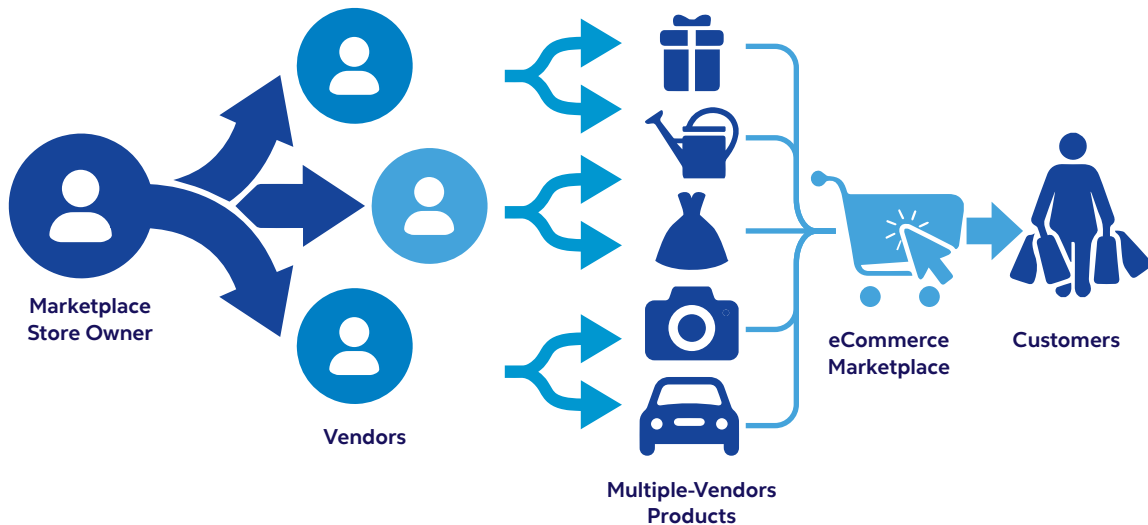 Marketplace
Store Owner
Vendors
Multiple-Vendors
Products
eCommerce
Marketplace
Customers